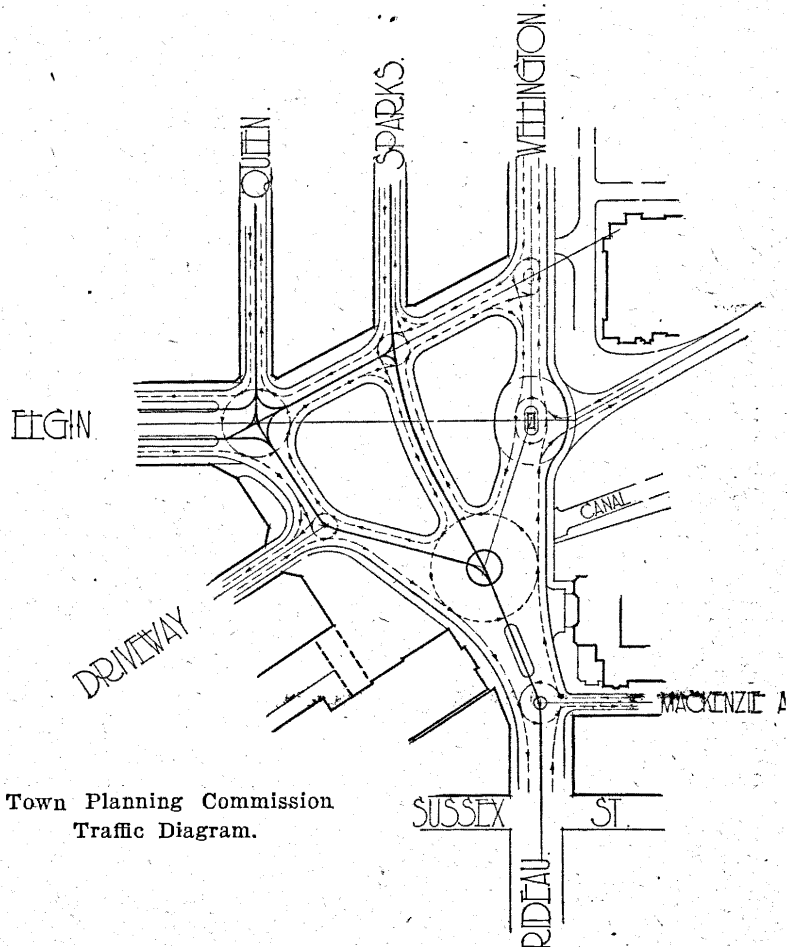 QUEEN.
SPARKS.
WELLINGTON.
ELGIN
CANAL
DRIVEWAY
MACKENZIE A
Town Planning Commission
Traffic Diagram.
SUSSEX ST.
RIDEAU.